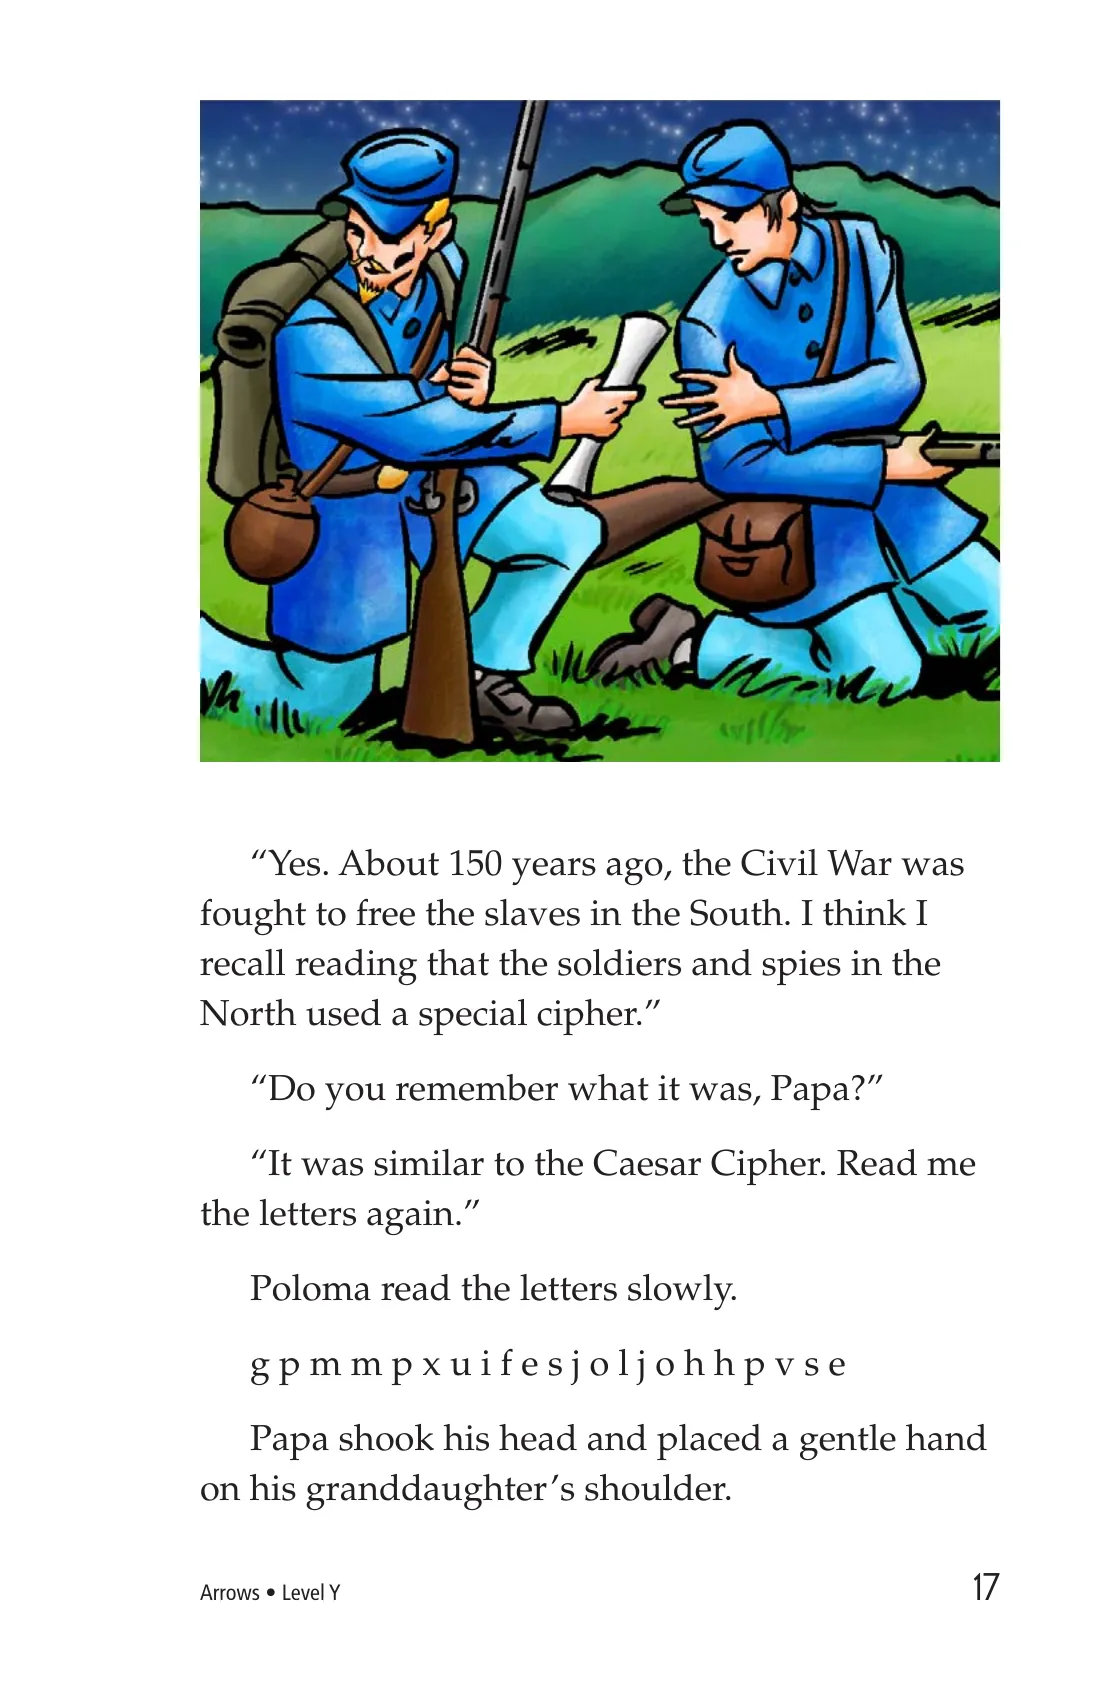 “Yes. About 150 years ago, the Civil War was
fought to free the slaves in the South. I think I
recall reading that the soldiers and spies in the
North used a special cipher.”
“Do you remember what it was, Papa?”
“It was similar to the Caesar Cipher. Read me
the letters again.”
Poloma read the letters slowly.
g p m m p x u i f e s j o l j o h h p v s e
Papa shook his head and placed a gentle hand
on his granddaughter’s shoulder.
Arrows • Level Y
17